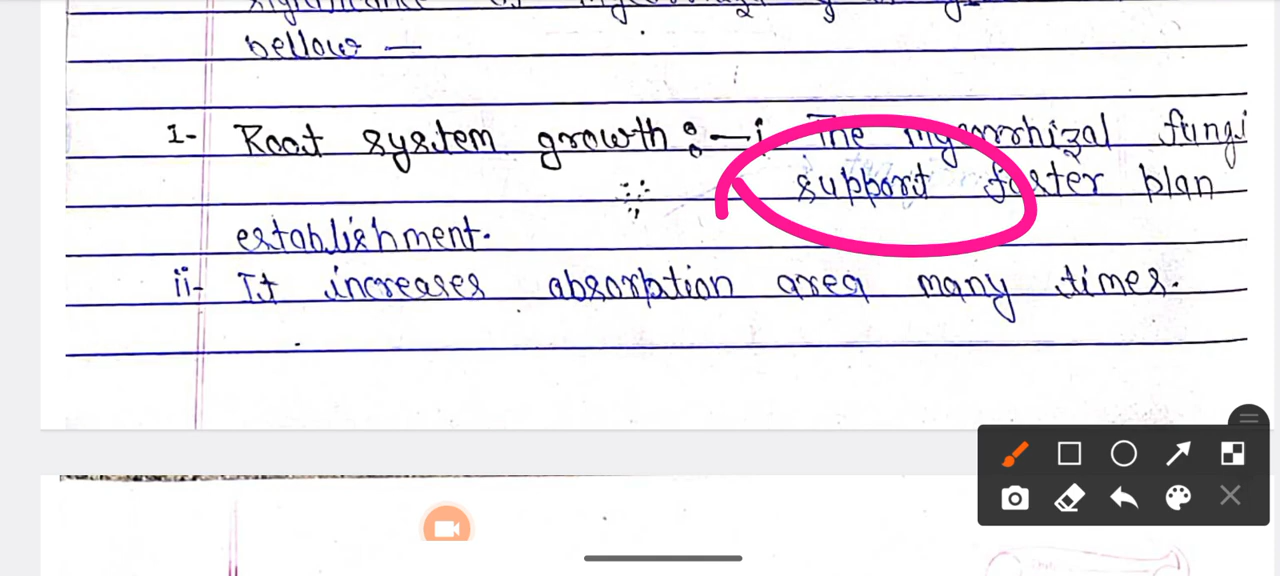 bellow —
1- Root system growth :— i The mycorrhizal fungi
support faster plan
establishment.
ii- It increases absorption area many times.